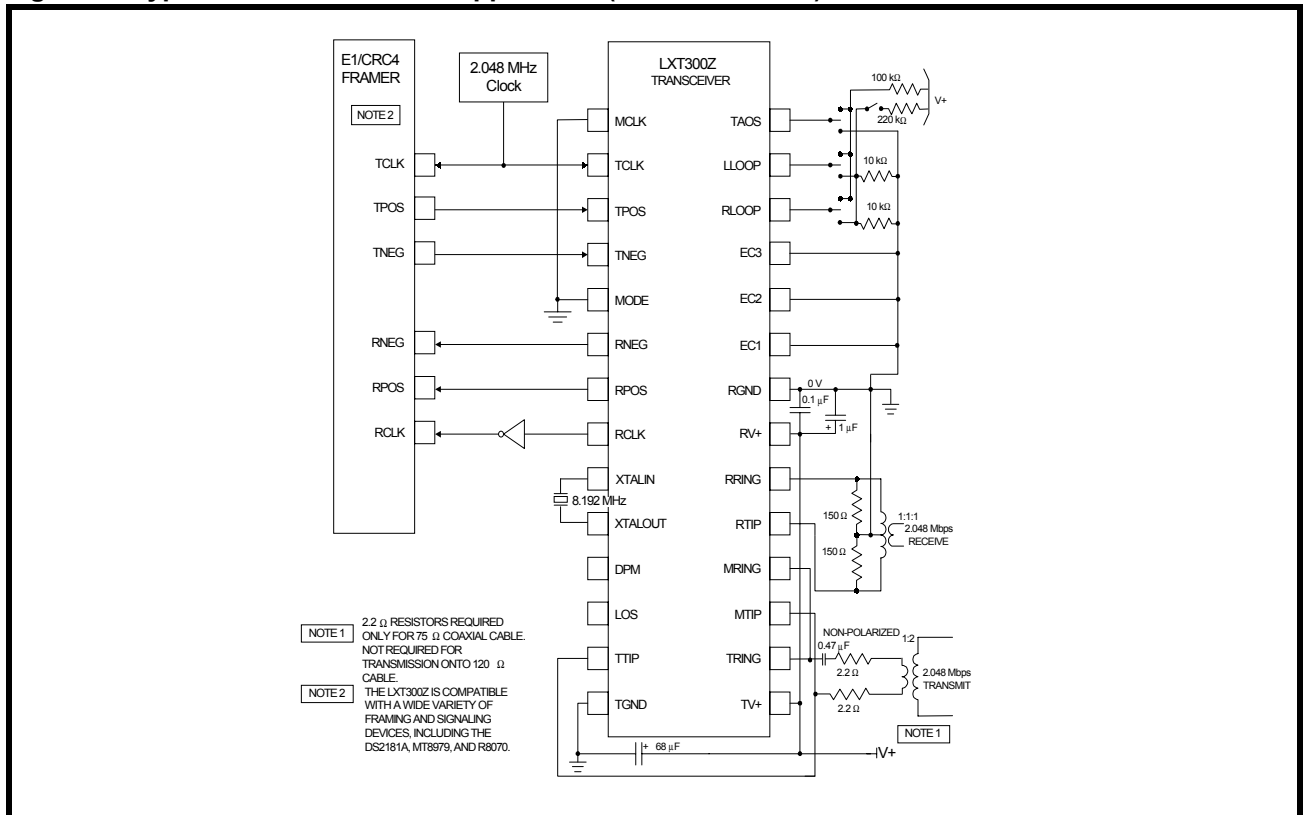 E1/CRC4
FRAMER
NOTE 2
TCLK
TPOS
TNEG
RNEG
RPOS
RCLK
2.048 MHz
Clock
LXT300Z
TRANSCEIVER
MCLK
TCLK
TPOS
TNEG
MODE
RNEG
RPOS
RCLK
XTALIN
XTALOUT
DPM
LOS
TTIP
TGND
8.192 MHz
TAOS
LLOOP
RLOOP
EC3
EC2
EC1
RGND
RV+
RRING
RTIP
MRING
MTIP
TRING
TV+
100 kΩ
V+
220 kΩ
10 kΩ
10 kΩ
0 V
0.1 µF
+ 1 µF
150 Ω
150 Ω
1:1:1
2.048 Mbps
RECEIVE
NON-POLARIZED
0.47 µF
1:2
2.2 Ω
2.2 Ω
2.048 Mbps
TRANSMIT
NOTE 1
+ 68 µF
V+
NOTE 1
2.2 Ω RESISTORS REQUIRED
ONLY FOR 75 Ω COAXIAL CABLE.
NOT REQUIRED FOR
TRANSMISSION ONTO 120 Ω
CABLE.
NOTE 2
THE LXT300Z IS COMPATIBLE
WITH A WIDE VARIETY OF
FRAMING AND SIGNALING
DEVICES, INCLUDING THE
DS2181A, MT8979, AND R8070.